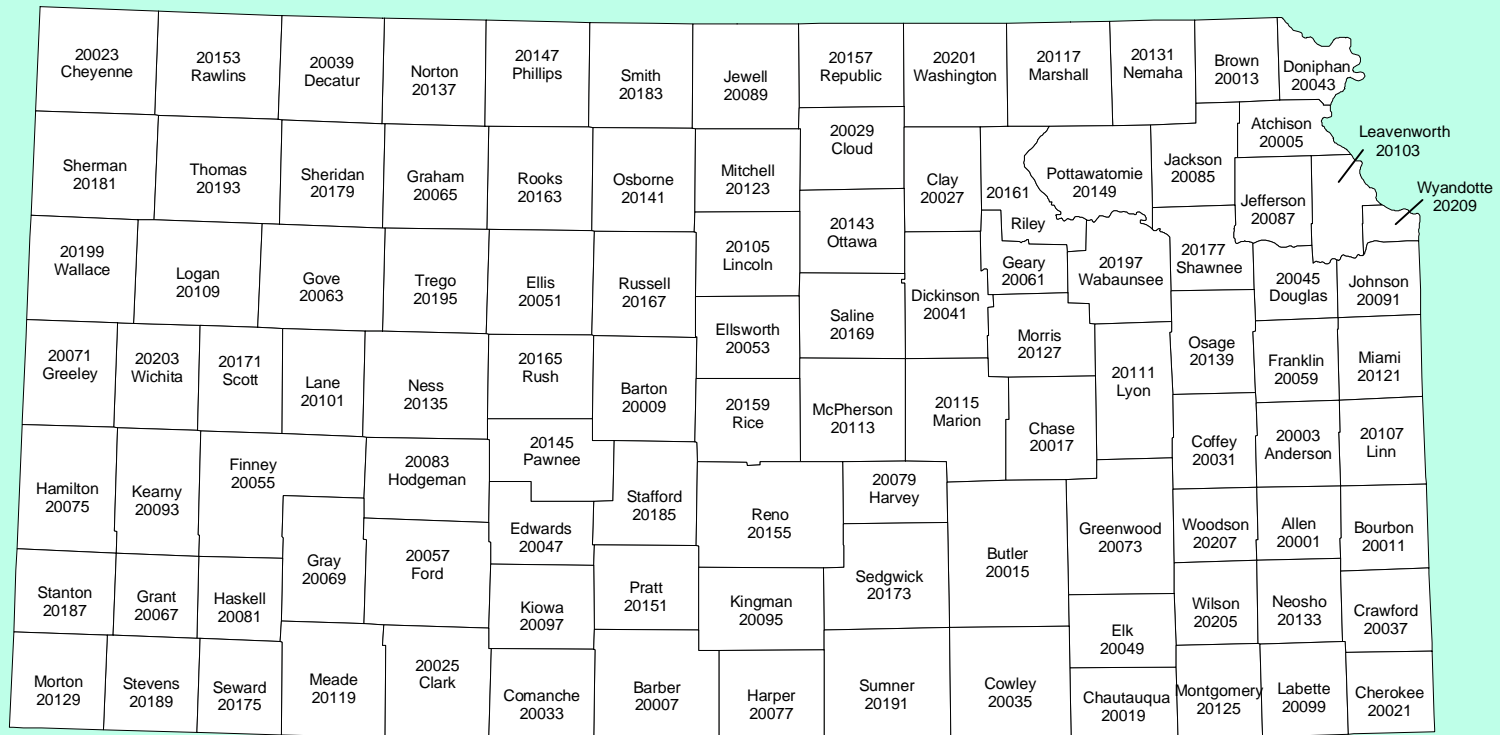 20023
Cheyenne
20153
Rawlins
20039
Decatur
Norton
20137
20147
Phillips
Smith
20183
Jewell
20089
20157
Republic
20201
Washington
20117
Marshall
20131
Nemaha
Brown
20013
Doniphan
20043
Atchison
20005
Leavenworth
20103
Wyandotte
20209
Sherman
20181
Thomas
20193
Sheridan
20179
Graham
20065
Rooks
20163
Osborne
20141
Mitchell
20123
20029
Cloud
Clay
20027
20161
Riley
Pottawatomie
20149
Jackson
20085
Jefferson
20087
20199
Wallace
Logan
20109
Gove
20063
Trego
20195
Ellis
20051
Russell
20167
20105
Lincoln
20143
Ottawa
Dickinson
20041
Geary
20061
20197
Wabaunsee
20177
Shawnee
20045
Douglas
Johnson
20091
Ellsworth
20053
Saline
20169
Morris
20127
20071
Greeley
20203
Wichita
20171
Scott
Lane
20101
Ness
20135
20165
Rush
Barton
20009
20159
Rice
McPherson
20113
20115
Marion
Chase
20017
20111
Lyon
Osage
20139
Franklin
20059
Miami
20121
Hamilton
20075
Kearny
20093
Finney
20055
20083
Hodgeman
20145
Pawnee
Stafford
20185
Reno
20155
20079
Harvey
Butler
20015
Greenwood
20073
Coffey
20031
20003
Anderson
20107
Linn
Gray
20069
20057
Ford
Edwards
20047
Woodson
20207
Allen
20001
Bourbon
20011
Stanton
20187
Grant
20067
Haskell
20081
Kiowa
20097
Pratt
20151
Kingman
20095
Sedgwick
20173
Elk
20049
Wilson
20205
Neosho
20133
Crawford
20037
Morton
20129
Stevens
20189
Seward
20175
Meade
20119
20025
Clark
Comanche
20033
Barber
20007
Harper
20077
Sumner
20191
Cowley
20035
Chautauqua
20019
Montgomery
20125
Labette
20099
Cherokee
20021